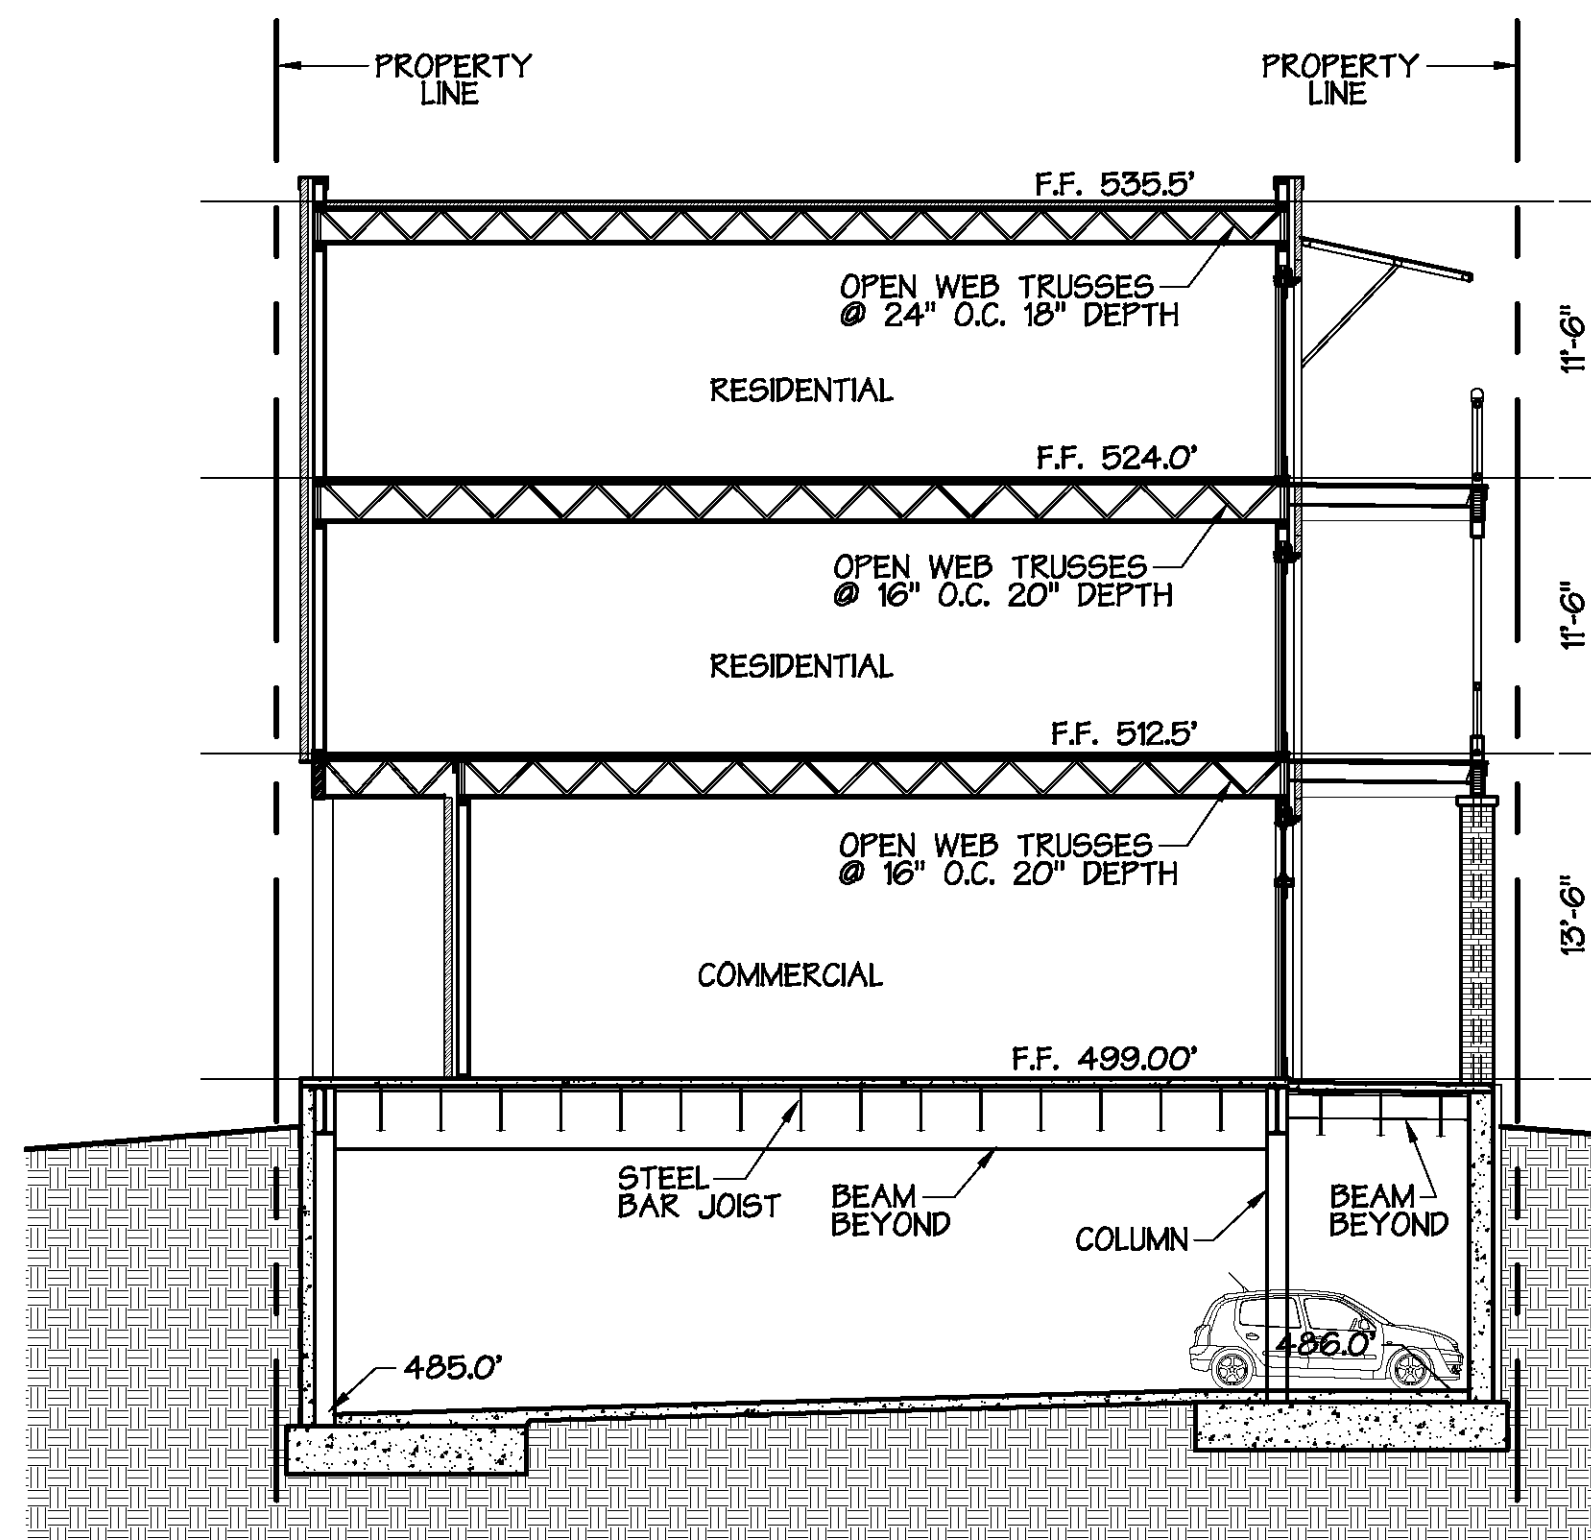 PROPERTY
LINE
PROPERTY
LINE
F.F. 535.5'
OPEN WEB TRUSSES
@ 24" O.C. 18" DEPTH
11'-6"
RESIDENTIAL
F.F. 524.0'
OPEN WEB TRUSSES
@ 16" O.C. 20" DEPTH
11'-6"
RESIDENTIAL
F.F. 512.5'
OPEN WEB TRUSSES
@ 16" O.C. 20" DEPTH
13'-6"
COMMERCIAL
F.F. 499.00'
STEEL
BAR JOIST
BEAM
BEYOND
COLUMN
BEAM
BEYOND
486.0'
485.0'